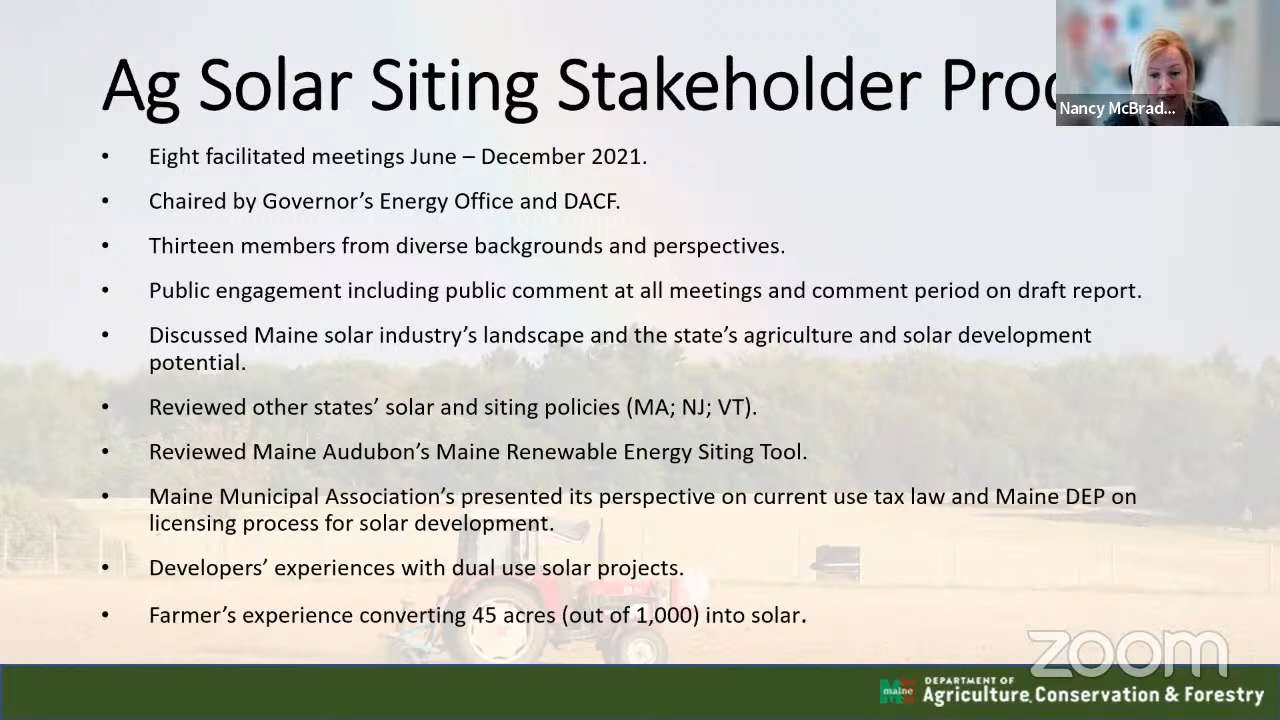 Ag Solar Siting Stakeholder Proc
Nancy McBrad...
• Eight facilitated meetings June – December 2021.
• Chaired by Governor’s Energy Office and DACF.
• Thirteen members from diverse backgrounds and perspectives.
• Public engagement including public comment at all meetings and comment period on draft report.
• Discussed Maine solar industry’s landscape and the state’s agriculture and solar development
potential.
• Reviewed other states’ solar and siting policies (MA; NJ; VT).
• Reviewed Maine Audubon’s Maine Renewable Energy Siting Tool.
• Maine Municipal Association’s presented its perspective on current use tax law and Maine DEP on
licensing process for solar development.
• Developers’ experiences with dual use solar projects.
• Farmer’s experience converting 45 acres (out of 1,000) into solar.
zoom
maine
DEPARTMENT OF
Agriculture, Conservation & Forestry